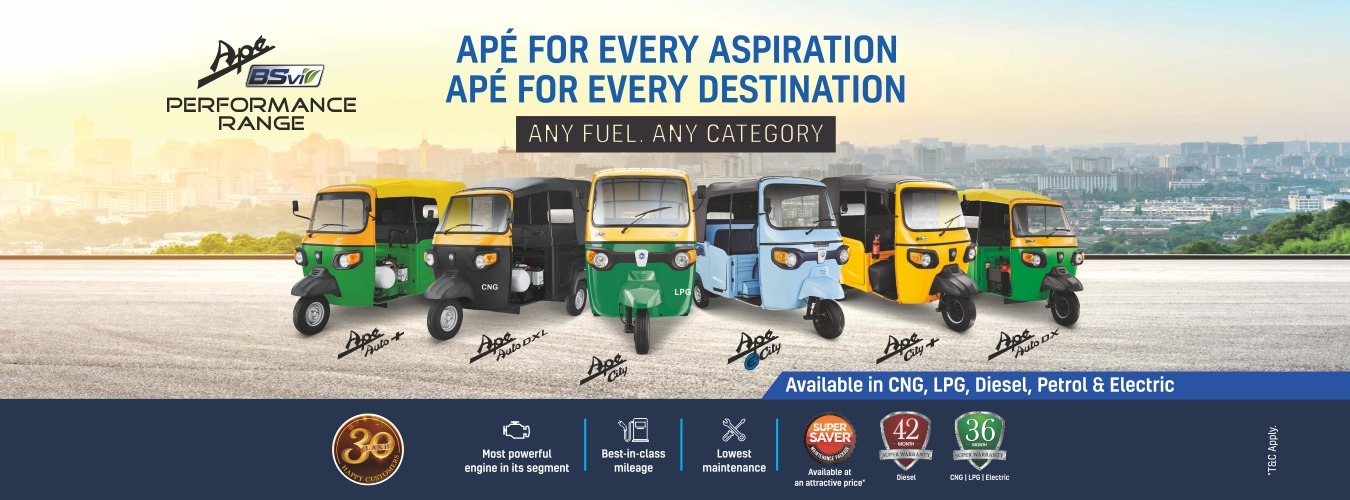 Apé
BSVI
PERFORMANCE
RANGE
APÉ FOR EVERY ASPIRATION
APÉ FOR EVERY DESTINATION
ANY FUEL. ANY CATEGORY
CNG
LPG
Apé
Auto +
Apé
Auto DXL
Apé
City
Apé
e City
Apé
City +
Apé
Auto DX
Available in CNG, LPG, Diesel, Petrol & Electric
30
LAKH
HAPPY CUSTOMERS
Most powerful
engine in its segment
Best-in-class
mileage
Lowest
maintenance
SUPER
SAVER
MAINTENANCE PACKAGE
Available at
an attractive price*
42
MONTH
SUPER WARRANTY
Diesel
36
MONTH
SUPER WARRANTY
CNG | LPG | Electric
*T&C Apply.